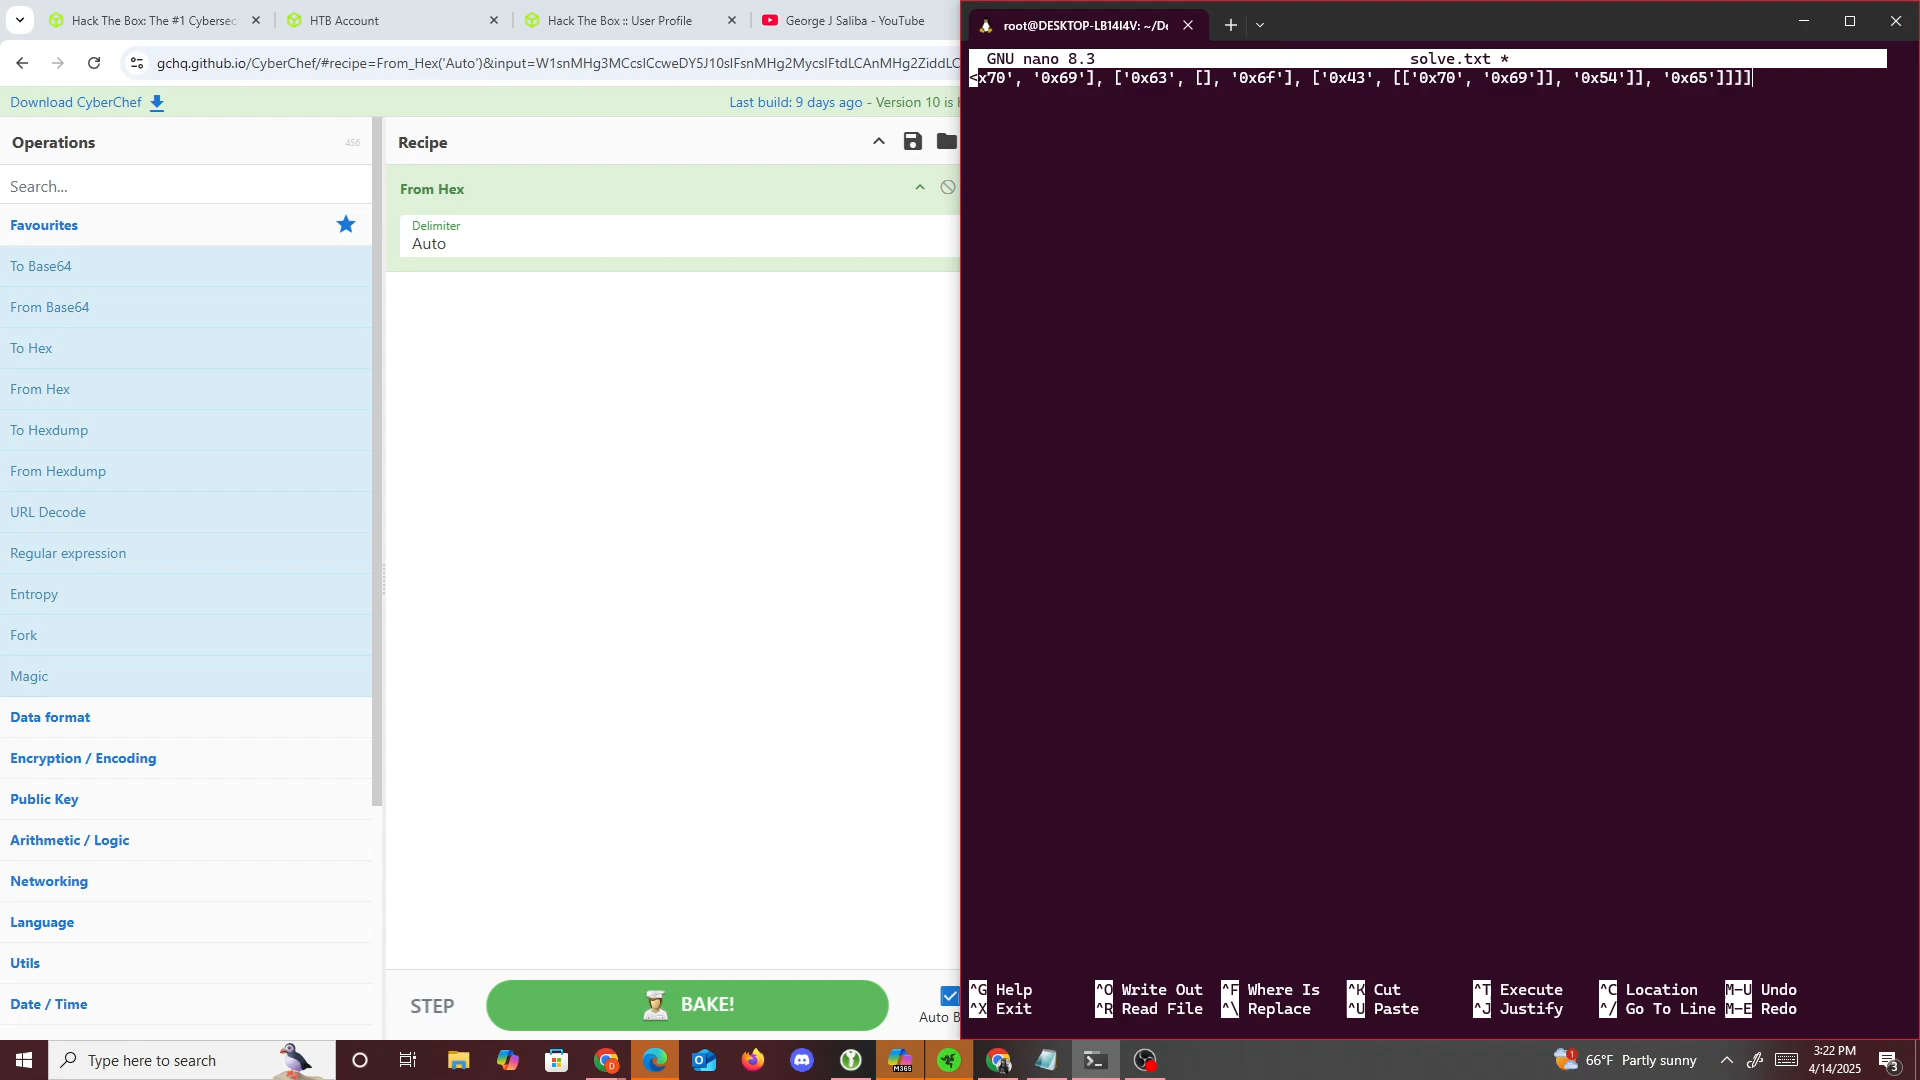 Hack The Box: The #1 Cybersec
HTB Account
Hack The Box :: User Profile
George J Saliba - YouTube
gchq.github.io/CyberChef/#recipe=From_Hex('Auto')&input=W1snMHg3MCcsICcweDY5J10sIFsnMHg2MycsIFtdLCAnMHg2ZiddLC
Download CyberChef
Last build: 9 days ago - Version 10 is h
Operations
456
Search...
Favourites
To Base64
From Base64
To Hex
From Hex
To Hexdump
From Hexdump
URL Decode
Regular expression
Entropy
Fork
Magic
Data format
Encryption / Encoding
Public Key
Arithmetic / Logic
Networking
Language
Utils
Date / Time
Recipe
From Hex
Delimiter
Auto
STEP
BAKE!
Auto B
root@DESKTOP-LB14I4V: ~/De
GNU nano 8.3 solve.txt *
<x70', '0x69'], ['0x63', [], '0x6f'], ['0x43', [['0x70', '0x69']], '0x54']], '0x65']]]]
^G Help ^O Write Out ^F Where Is ^K Cut ^T Execute ^C Location M-U Undo
^X Exit ^R Read File ^\ Replace ^U Paste ^J Justify ^/ Go To Line M-E Redo
Type here to search
M365
1
66°F Partly sunny
3:22 PM
4/14/2025
3